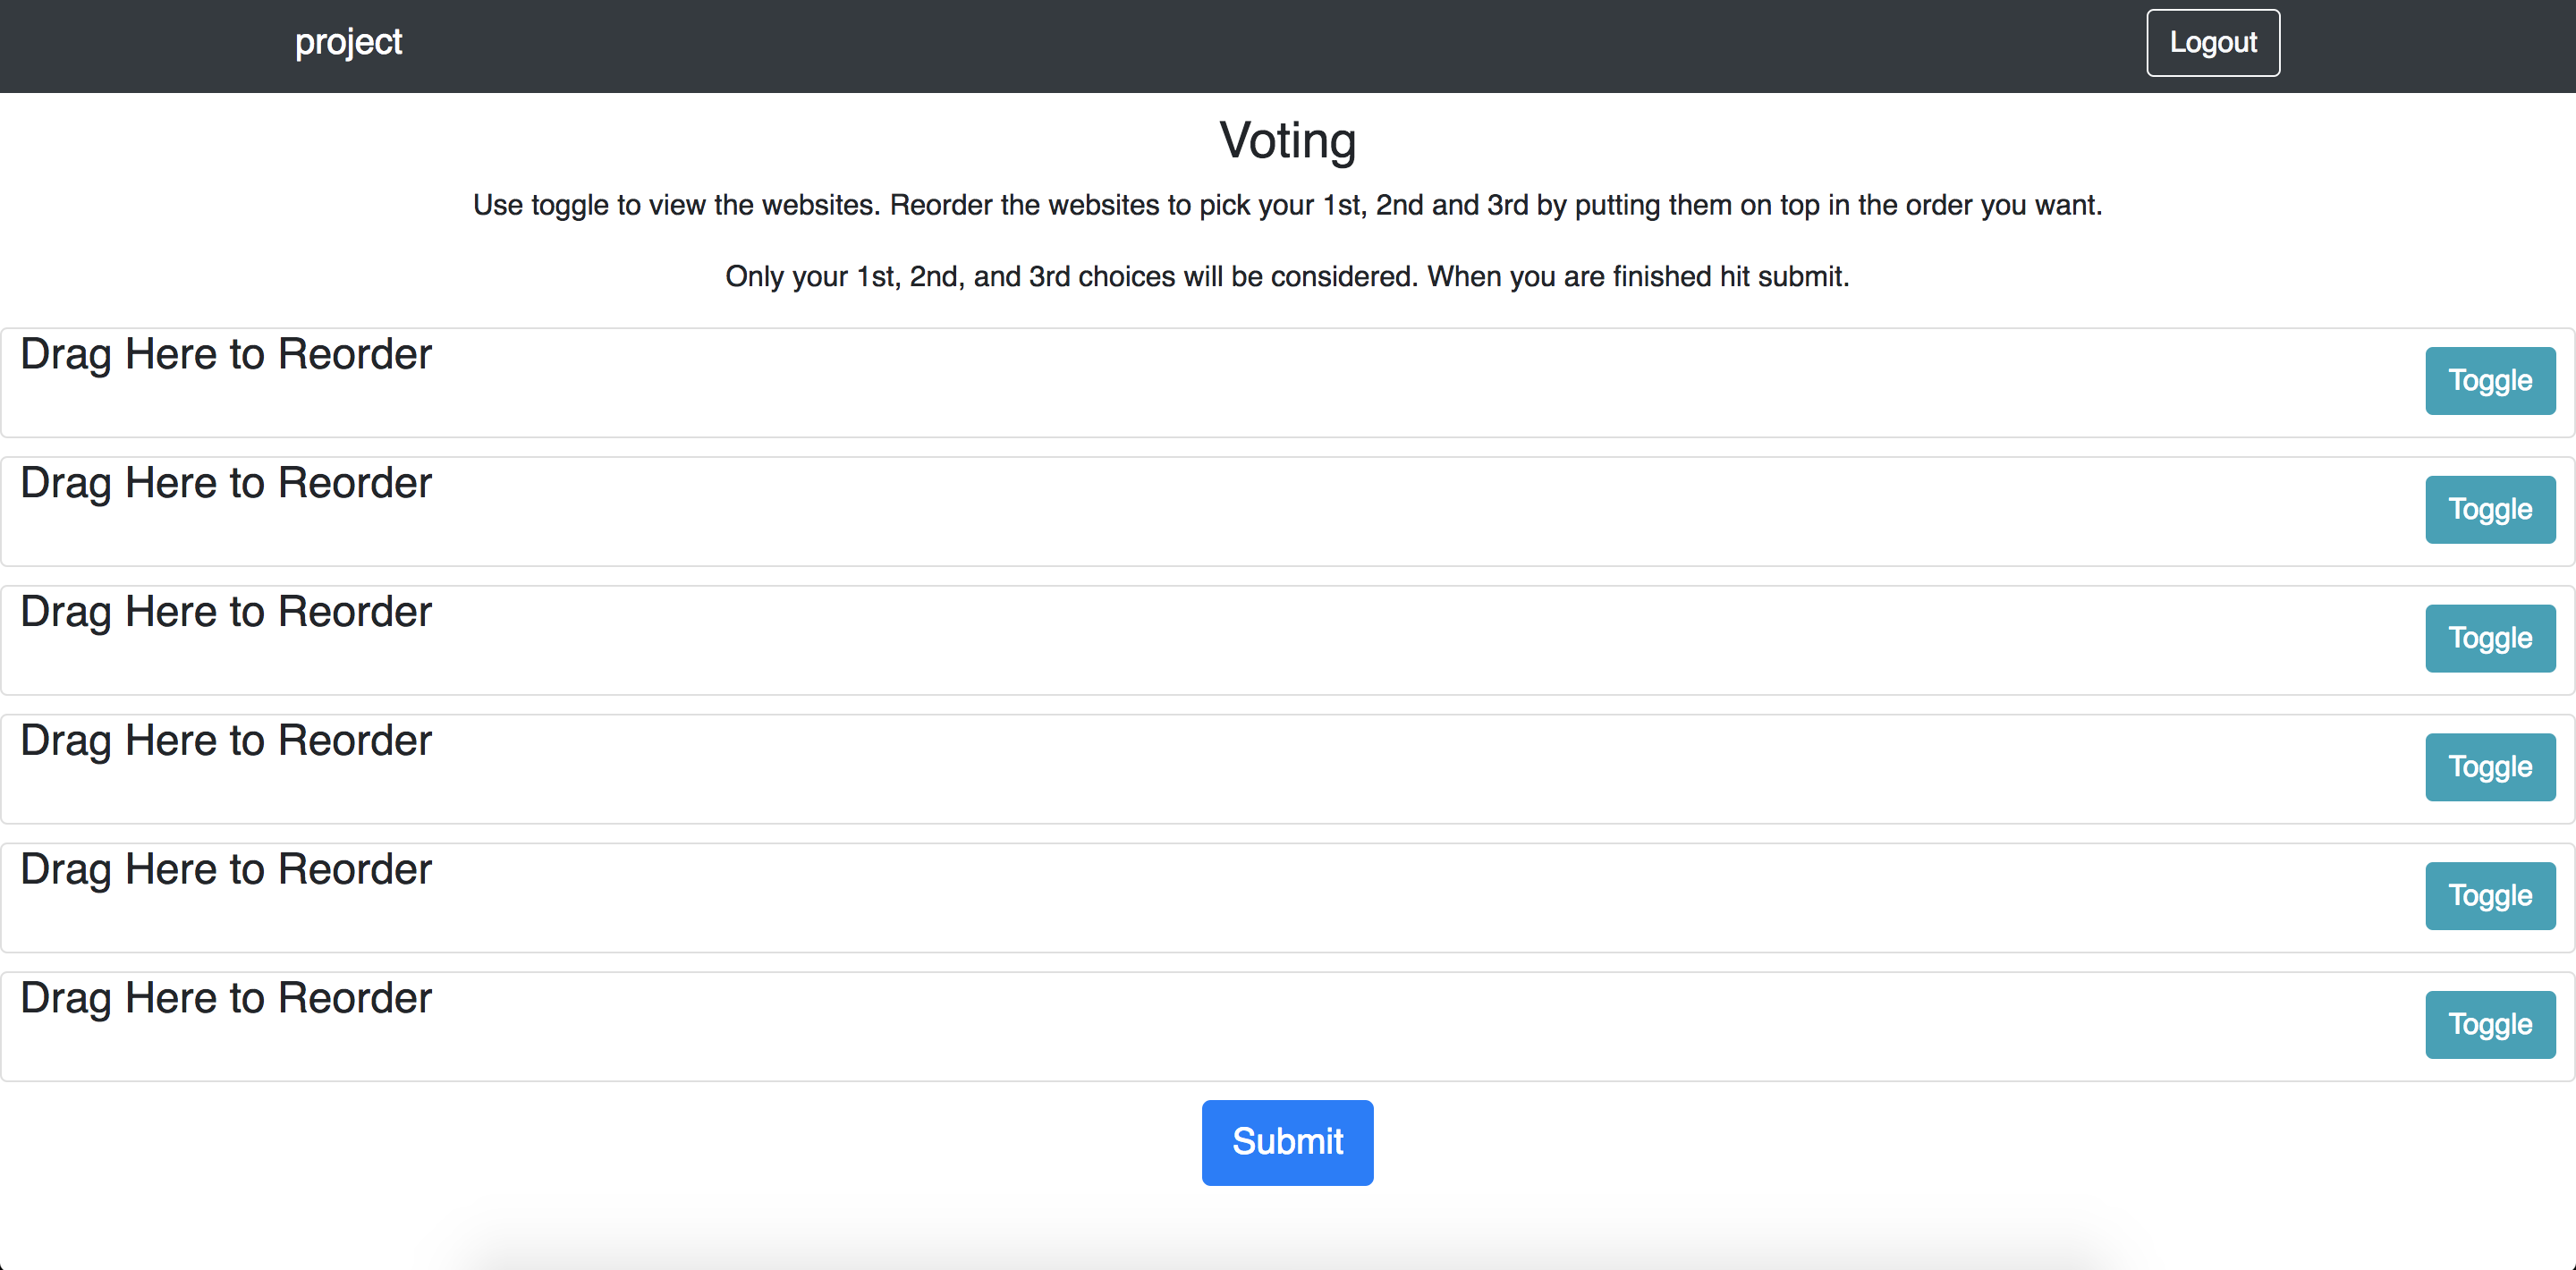 project
Logout
Voting
Use toggle to view the websites. Reorder the websites to pick your 1st, 2nd and 3rd by putting them on top in the order you want.
Only your 1st, 2nd, and 3rd choices will be considered. When you are finished hit submit.
Drag Here to Reorder
Toggle
Drag Here to Reorder
Toggle
Drag Here to Reorder
Toggle
Drag Here to Reorder
Toggle
Drag Here to Reorder
Toggle
Drag Here to Reorder
Toggle
Submit